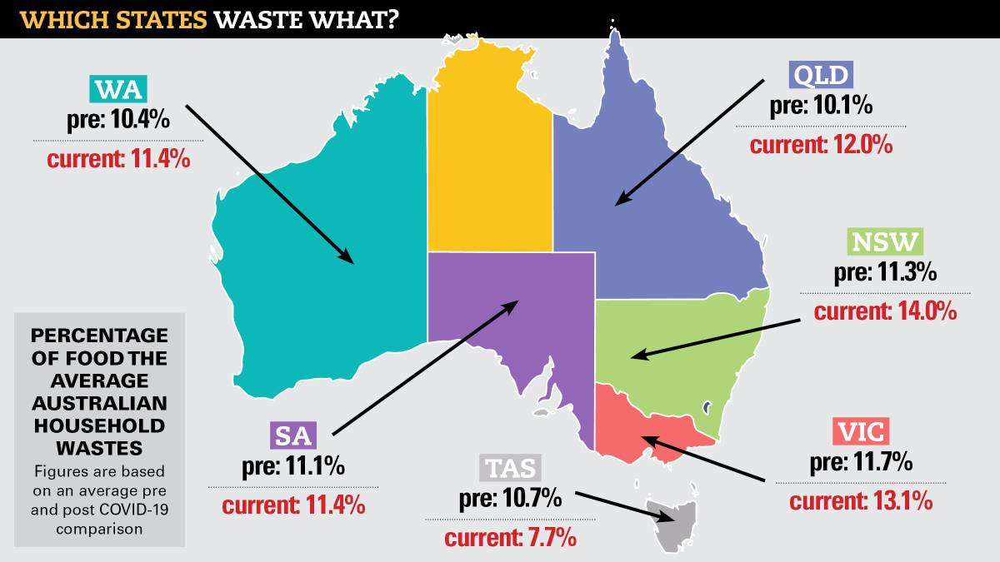 WHICH STATES WASTE WHAT?
WA
pre: 10.4%
current: 11.4%
QLD
pre: 10.1%
current: 12.0%
NSW
pre: 11.3%
current: 14.0%
PERCENTAGE
OF FOOD THE
AVERAGE
AUSTRALIAN
HOUSEHOLD
WASTES
Figures are based
on an average pre
and post COVID-19
comparison
SA
pre: 11.1%
current: 11.4%
TAS
pre: 10.7%
current: 7.7%
VIC
pre: 11.7%
current: 13.1%